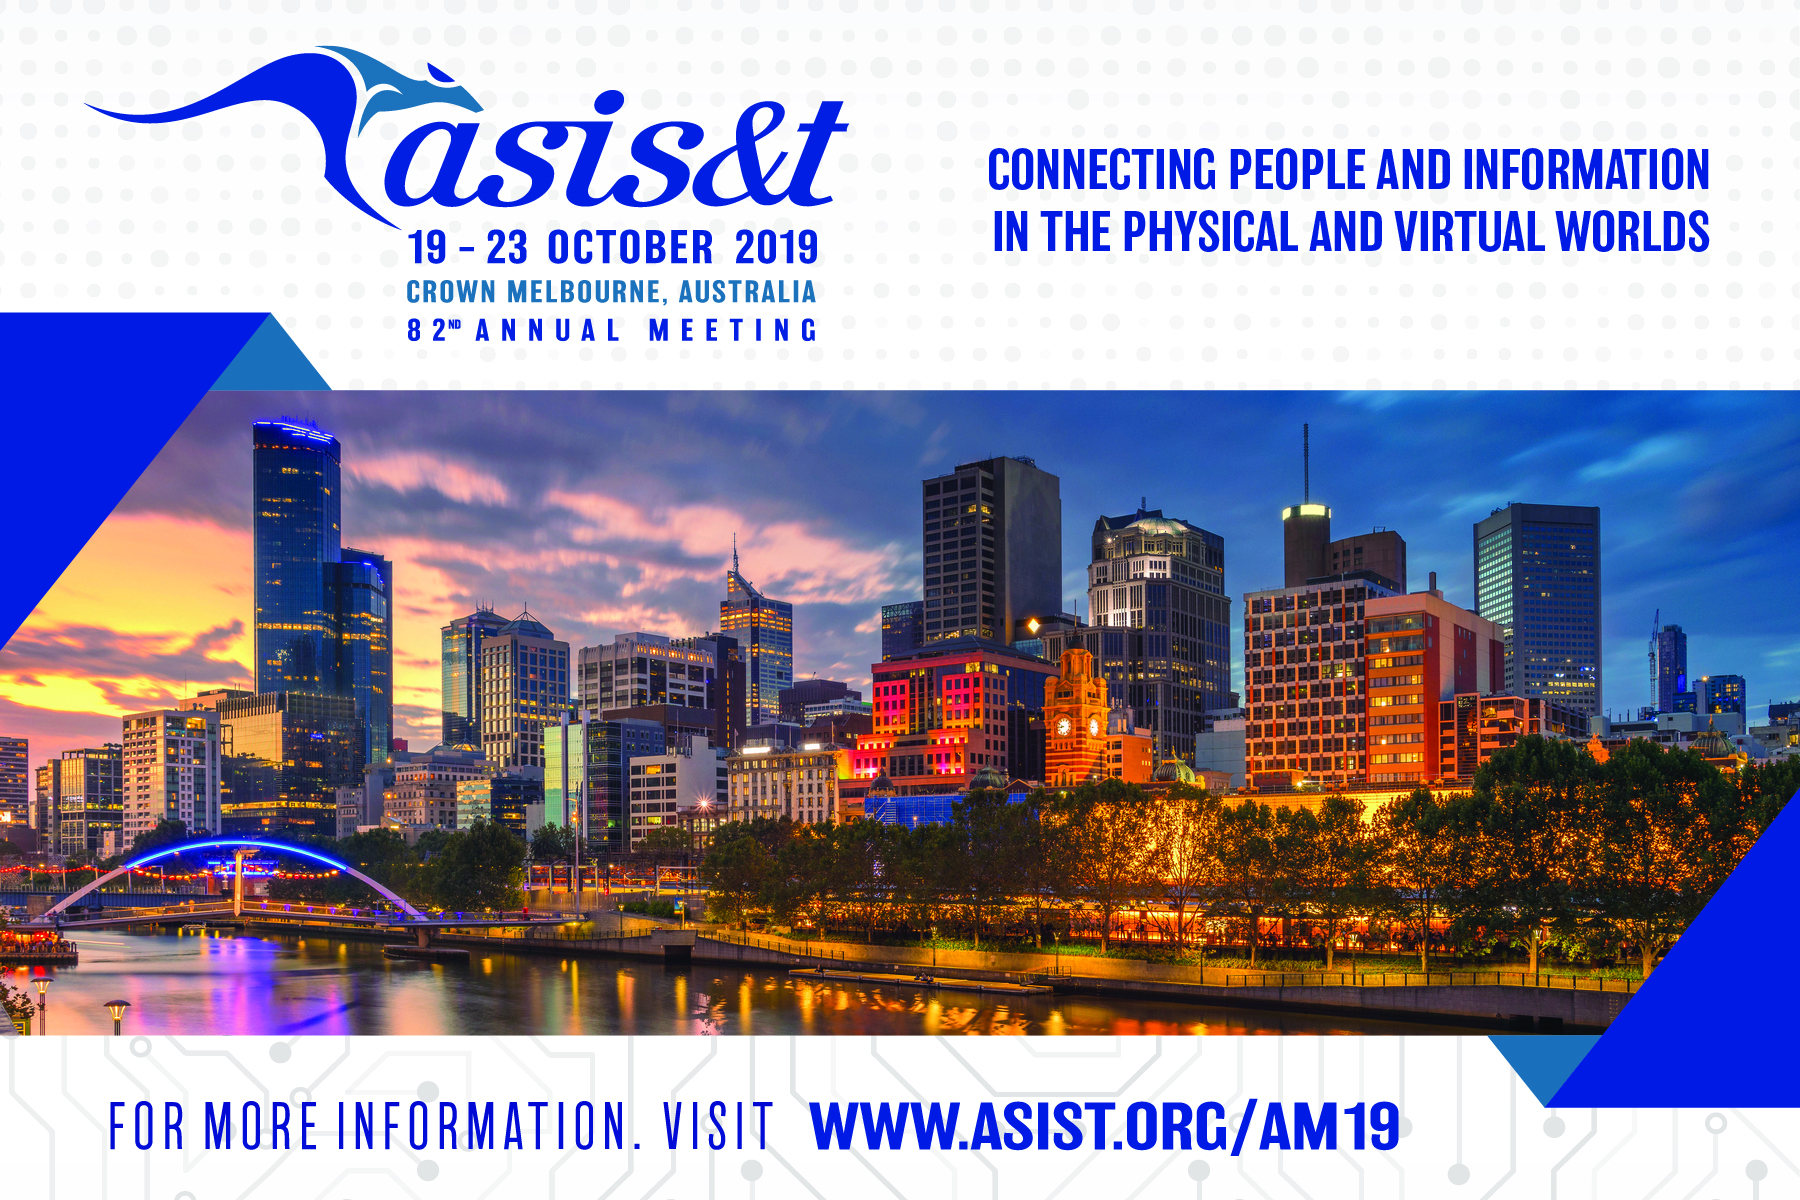 asis&t
19 – 23 OCTOBER 2019
CROWN MELBOURNE, AUSTRALIA
82ND ANNUAL MEETING
CONNECTING PEOPLE AND INFORMATION
IN THE PHYSICAL AND VIRTUAL WORLDS
FOR MORE INFORMATION. VISIT WWW.ASIST.ORG/AM19